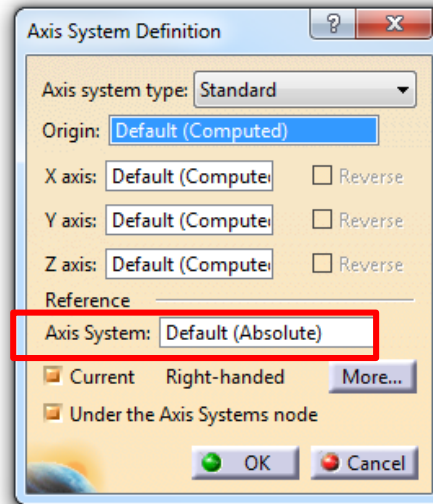 Axis System Definition
Axis system type: Standard
Origin: Default (Computed)
X axis: Default (Compute Reverse
Y axis: Default (Compute Reverse
Z axis: Default (Compute Reverse
Reference
Axis System: Default (Absolute)
Current Right-handed More...
Under the Axis Systems node
OK Cancel